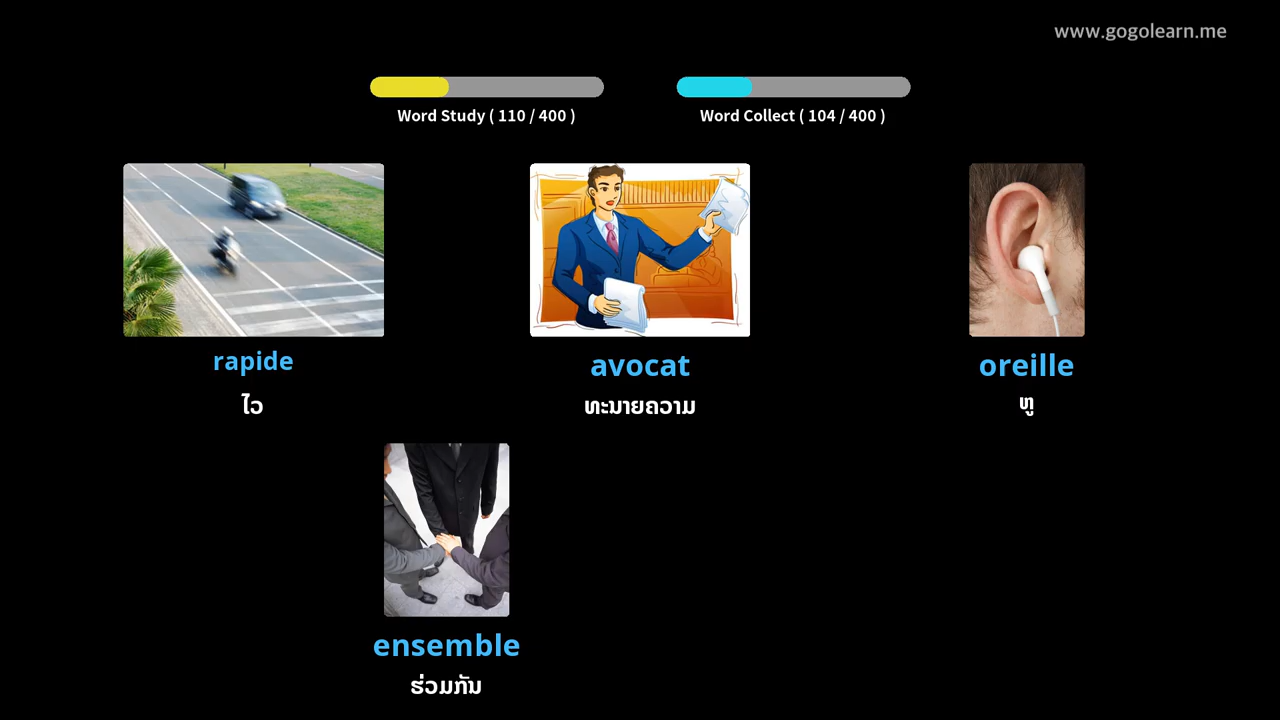 www.gogolearn.me
Word Study ( 110 / 400 )
Word Collect ( 104 / 400 )
rapide
avocat
oreille
ໄວ
ທະນາຍຄວາມ
ຫູ
ensemble
ຮ່ວມກັນ